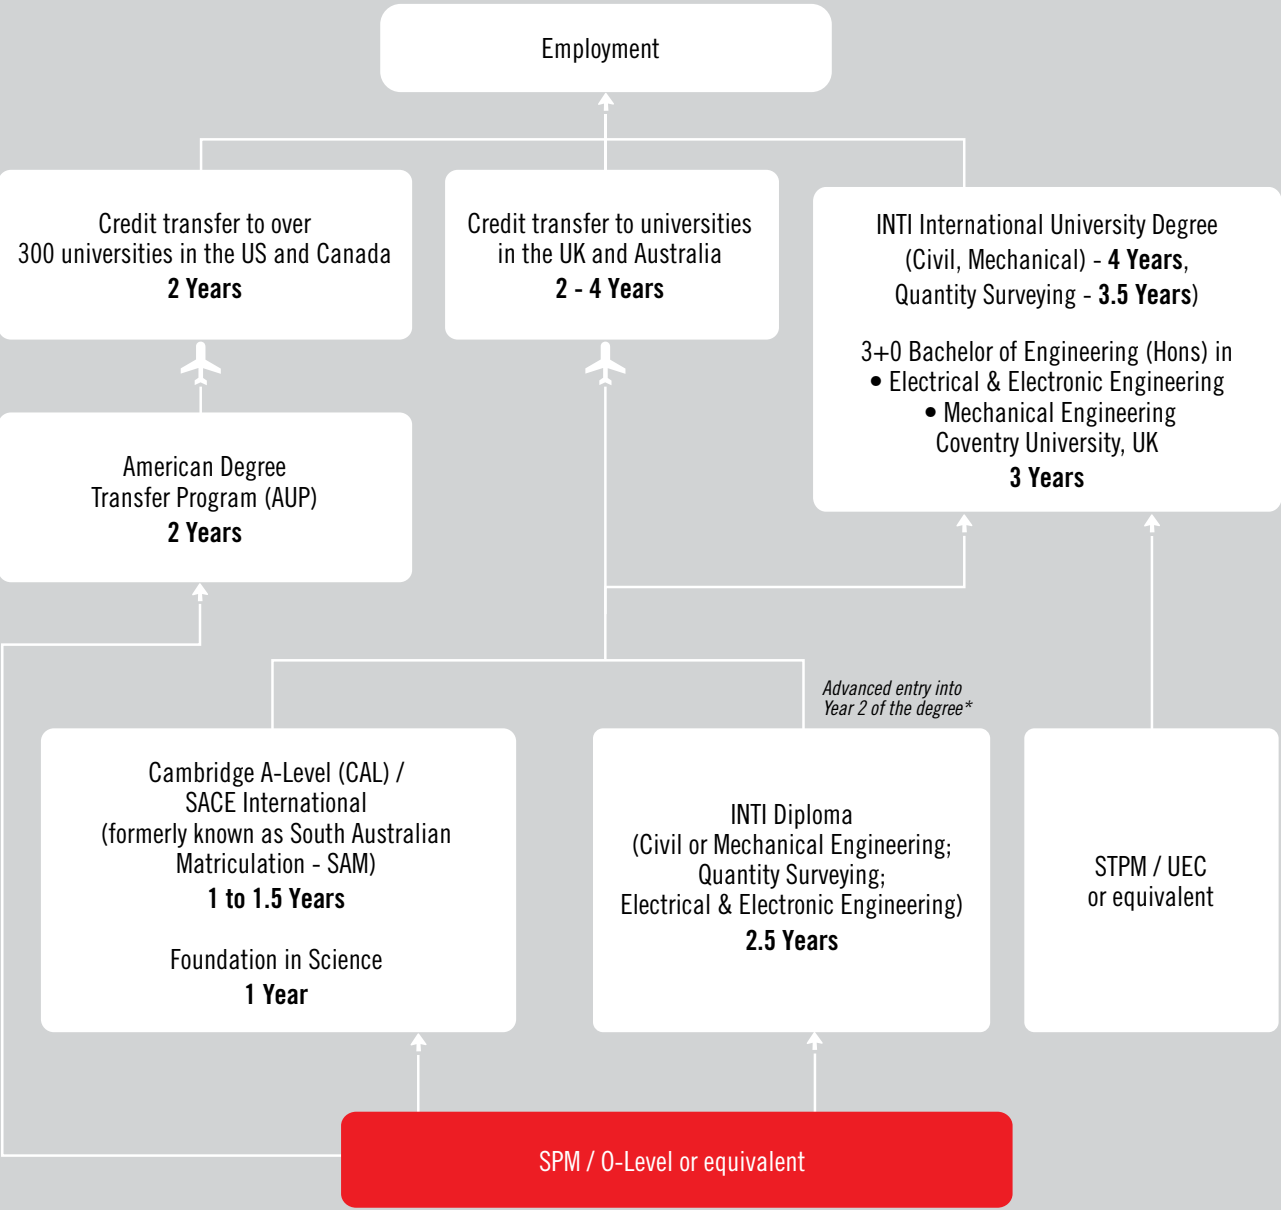 Employment
Credit transfer to over
300 universities in the US and Canada
2 Years
Credit transfer to universities
in the UK and Australia
2 - 4 Years
INTI International University Degree
(Civil, Mechanical) - 4 Years,
Quantity Surveying - 3.5 Years)
3+0 Bachelor of Engineering (Hons) in
• Electrical & Electronic Engineering
• Mechanical Engineering
Coventry University, UK
3 Years
American Degree
Transfer Program (AUP)
2 Years
Advanced entry into
Year 2 of the degree*
Cambridge A-Level (CAL) /
SACE International
(formerly known as South Australian
Matriculation - SAM)
1 to 1.5 Years
Foundation in Science
1 Year
INTI Diploma
(Civil or Mechanical Engineering;
Quantity Surveying;
Electrical & Electronic Engineering)
2.5 Years
STPM / UEC
or equivalent
SPM / O-Level or equivalent